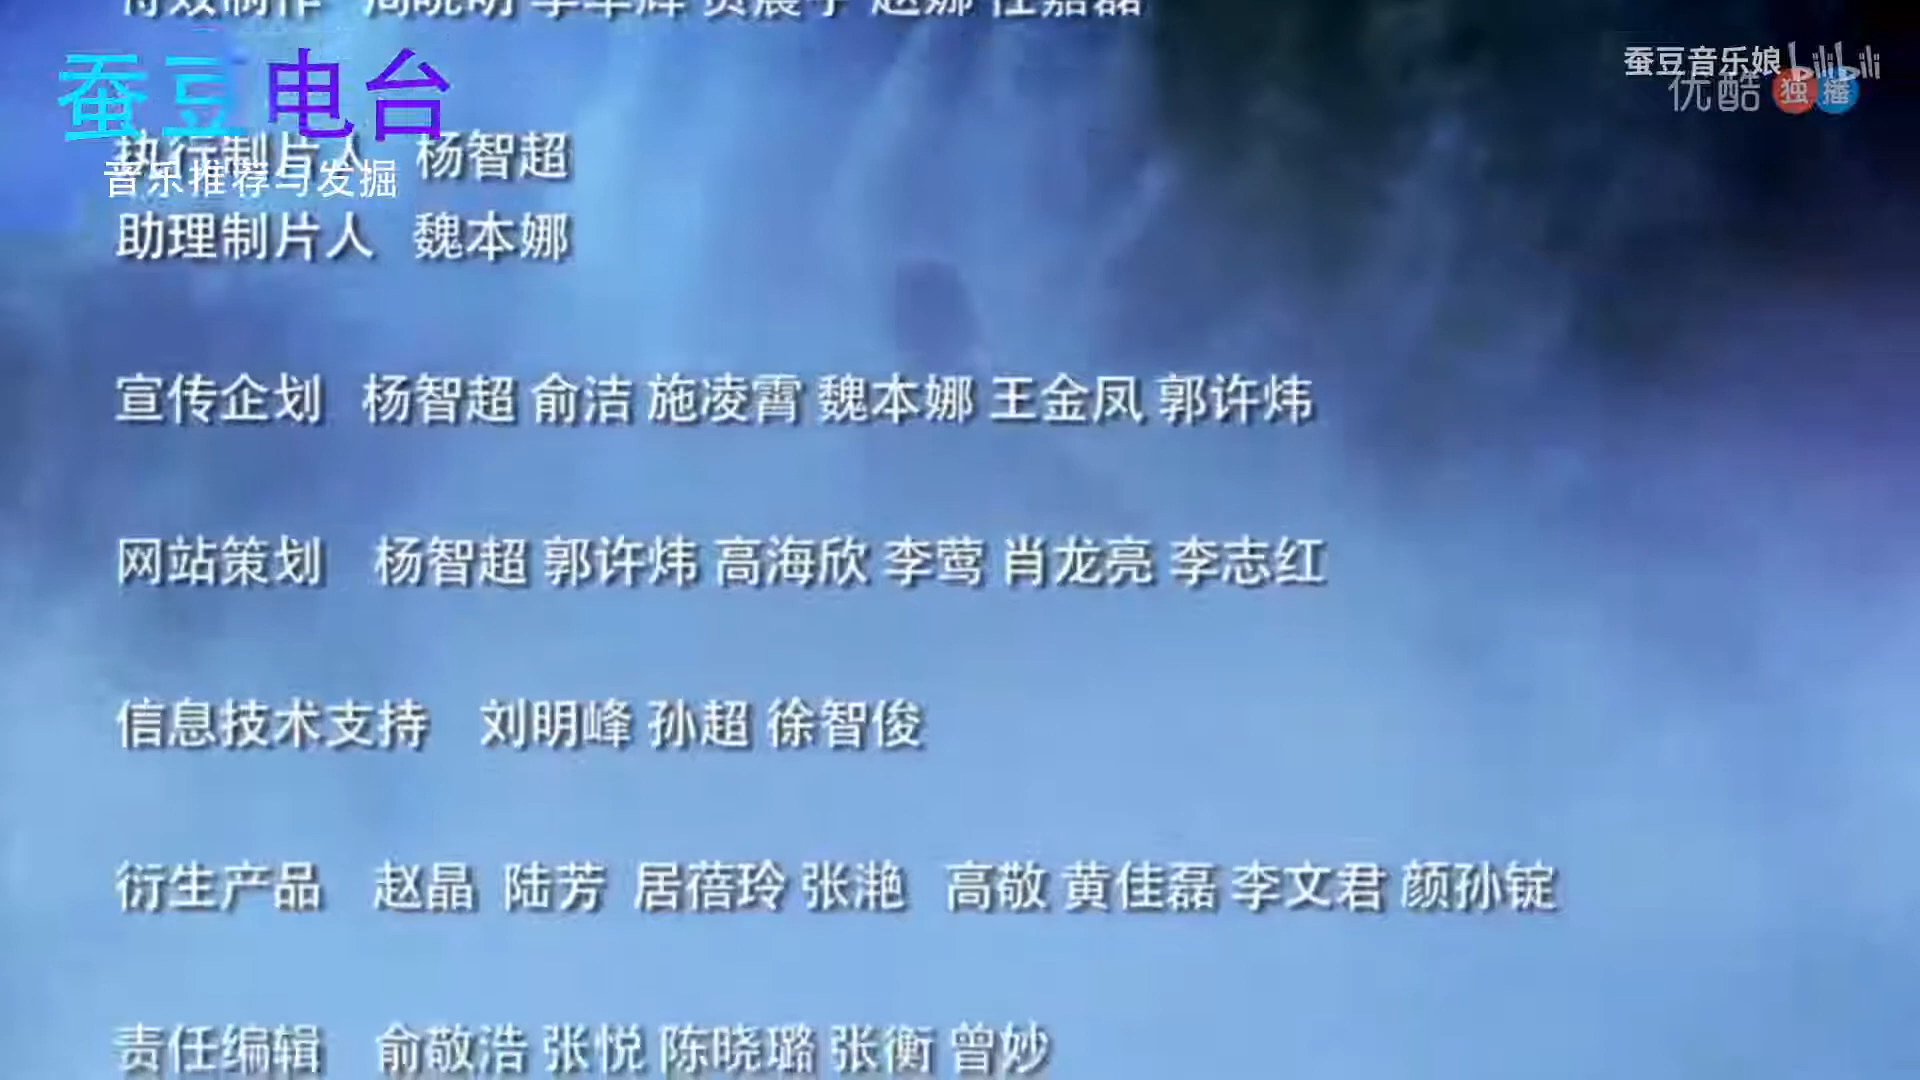 蚕豆电台
音乐推荐与发掘
蚕豆音乐娘 bilibili
优酷 独播
执行制片人 杨智超
助理制片人 魏本娜
宣传企划 杨智超 俞洁 施凌霄 魏本娜 王金凤 郭许炜
网站策划 杨智超 郭许炜 高海欣 李莺 肖龙亮 李志红
信息技术支持 刘明峰 孙超 徐智俊
衍生产品 赵晶 陆芳 居蓓玲 张滟 高敬 黄佳磊 李文君 颜孙锭
责任编辑 俞敬浩 张悦 陈晓璐 张衡 曾妙